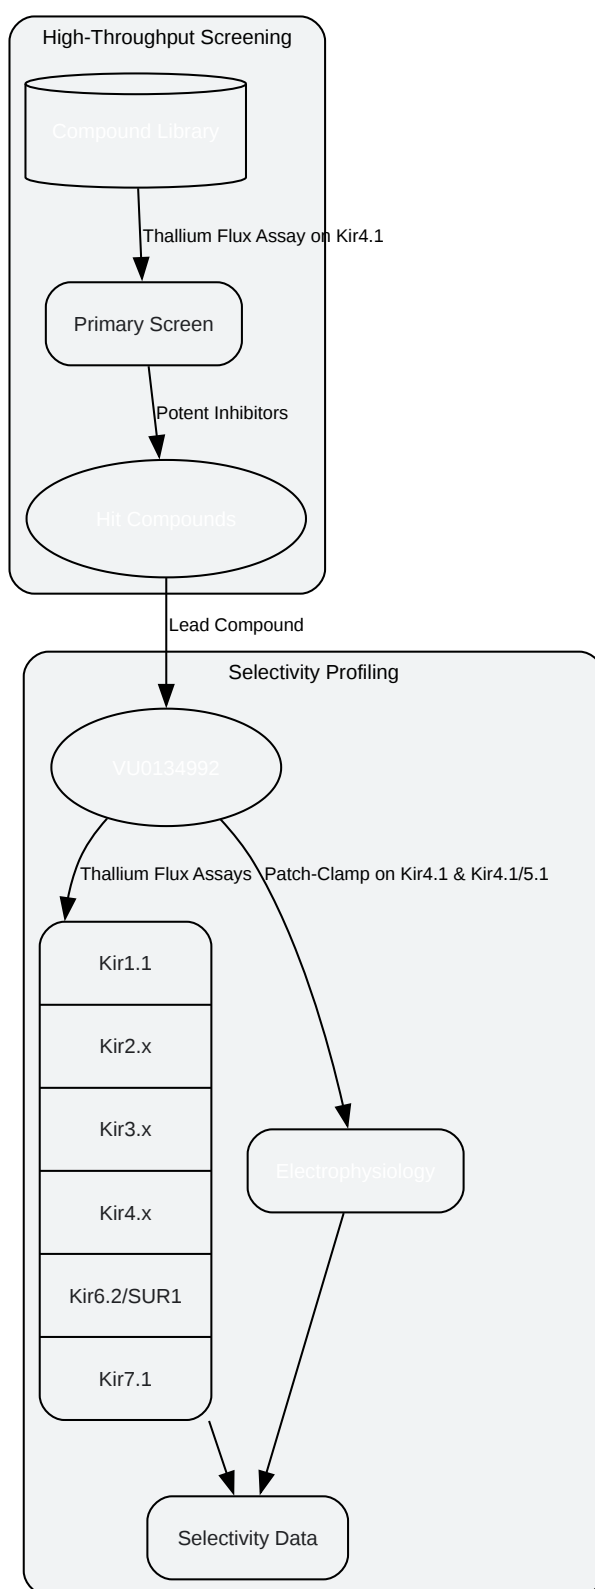 High-Throughput Screening
Compound Library
Thallium Flux Assay on Kir4.1
Primary Screen
Potent Inhibitors
Hit Compounds
Lead Compound
Selectivity Profiling
VU0134992
Thallium Flux Assays
Patch-Clamp on Kir4.1 & Kir4.1/5.1
Kir1.1
Kir2.x
Kir3.x
Kir4.x
Kir6.2/SUR1
Kir7.1
Electrophysiology
Selectivity Data